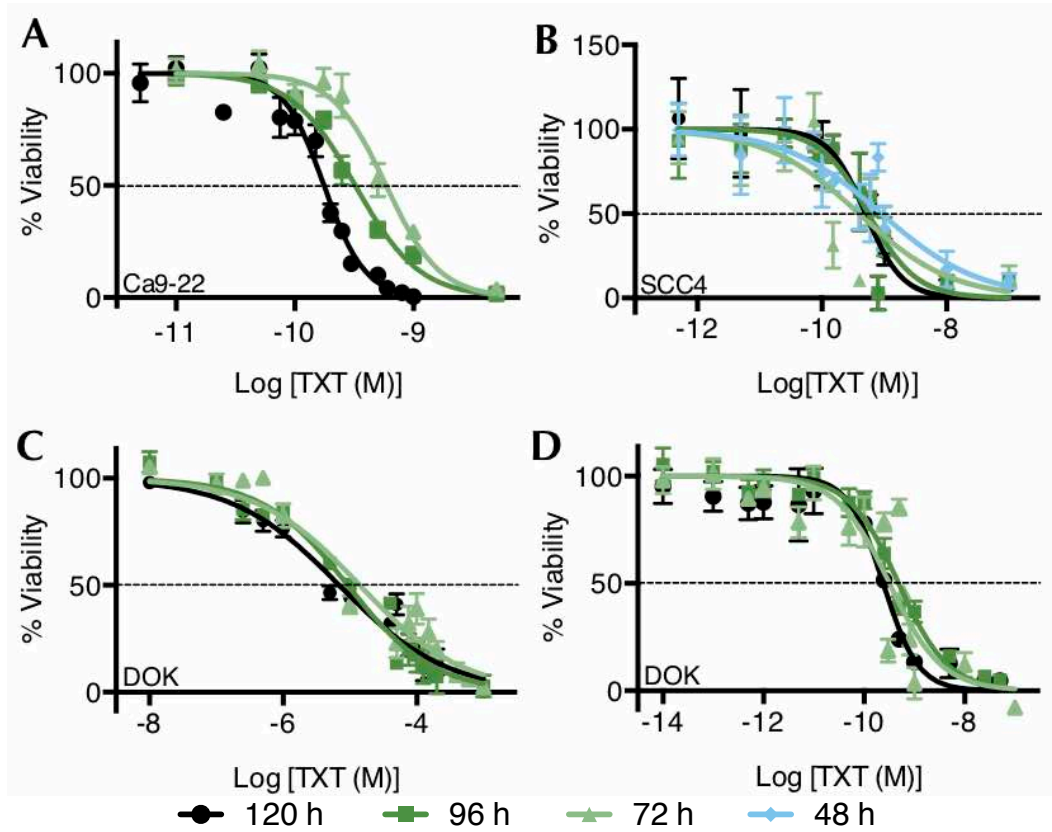 A
100
50
0
% Viability
Ca9-22
-11 -10 -9
Log [TXT (M)]
B
150
100
50
0
% Viability
SCC4
-12 -10 -8
Log[TXT (M)]
C
100
50
0
% Viability
DOK
-8 -6 -4
Log [TXT (M)]
D
100
50
0
% Viability
DOK
-14 -12 -10 -8
Log [TXT (M)]
120 h 96 h 72 h 48 h